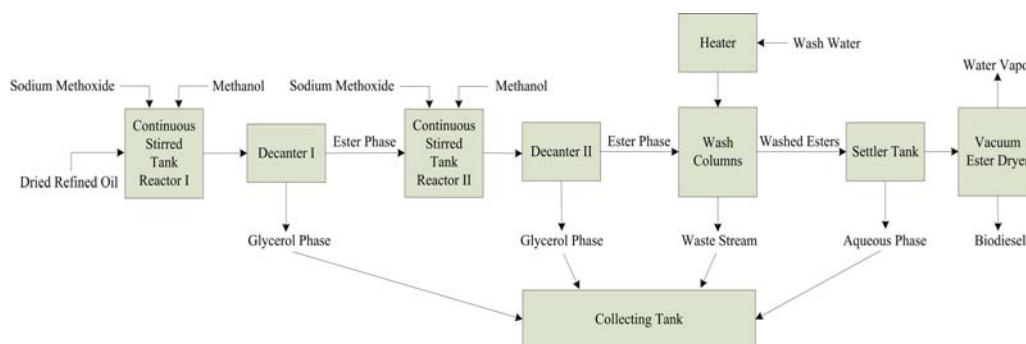 Heater
Wash Water
Water Vapo
Sodium Methoxide
Methanol
Sodium Methoxide
Methanol
Continuous
Stirred
Tank
Reactor I
Decanter I
Ester Phase
Continuous
Stirred
Tank
Reactor II
Decanter II
Ester Phase
Wash
Columns
Washed Esters
Settler Tank
Vacuum
Ester Dryer
Dried Refined Oil
Glycerol Phase
Glycerol Phase
Waste Stream
Aqueous Phase
Biodiesel
Collecting Tank